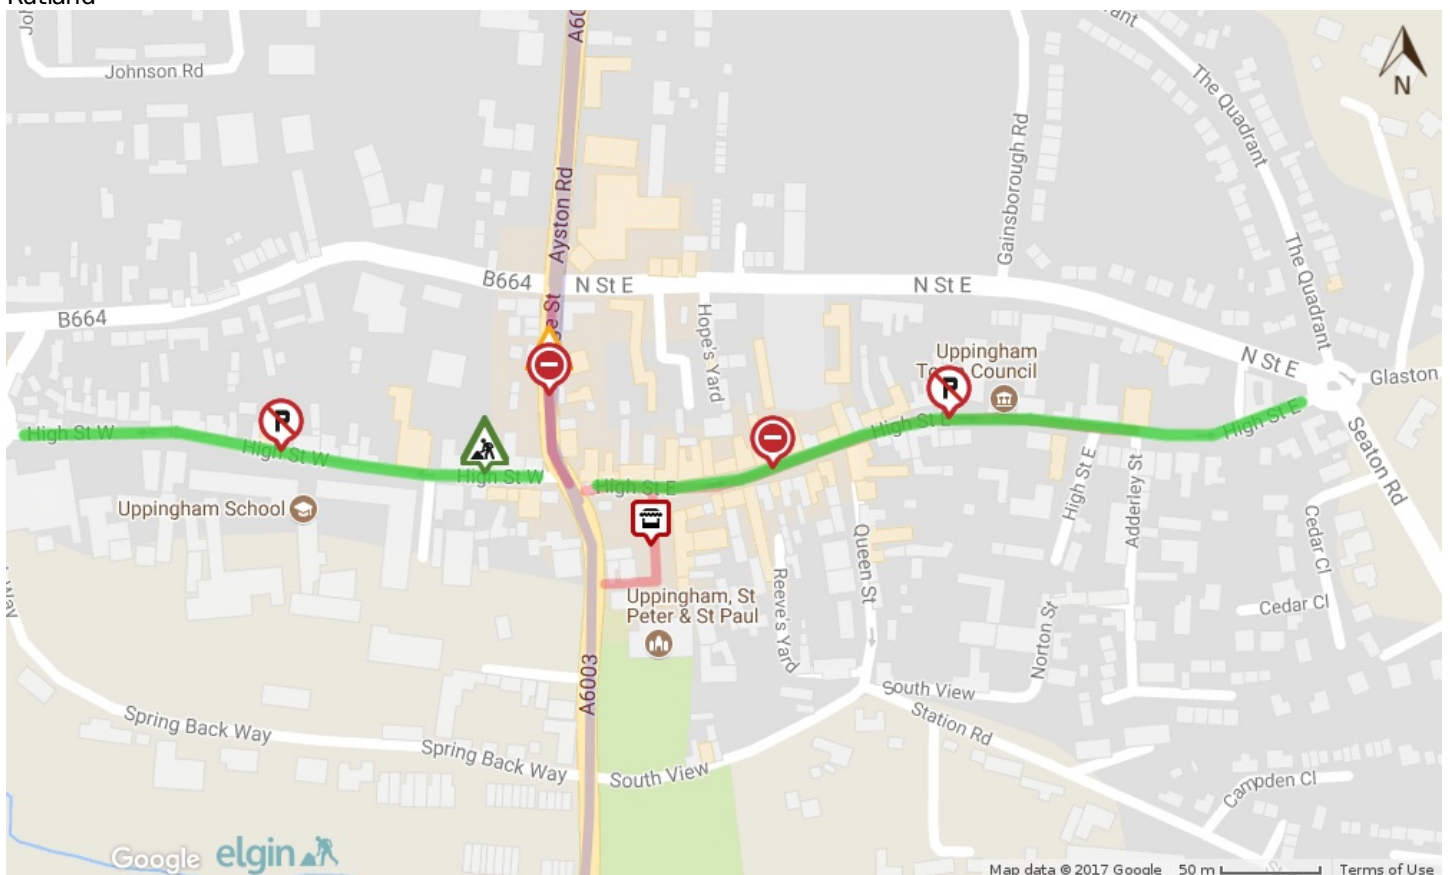 Rutland
Johnson Rd
Ayston Rd
Gainsborough Rd
The Quadrant
The Quadrant
N
B664
N St E
N St E
B664
Hope's Yard
N St E
Glaston
Uppingham
Council
High St W
High St W
High St W
High St E
High St E
High St E
High St E
Adderley St
Seaton Rd
Uppingham School
Queen St
Cedar Cl
Cedar Cl
Uppingham, St
Peter & St Paul
Reeve's Yard
Norton St
A6003
South View
Station Rd
Spring Back Way
Spring Back Way
South View
Campden Cl
Google
elgin
Map data © 2017 Google
50 m
Terms of Use